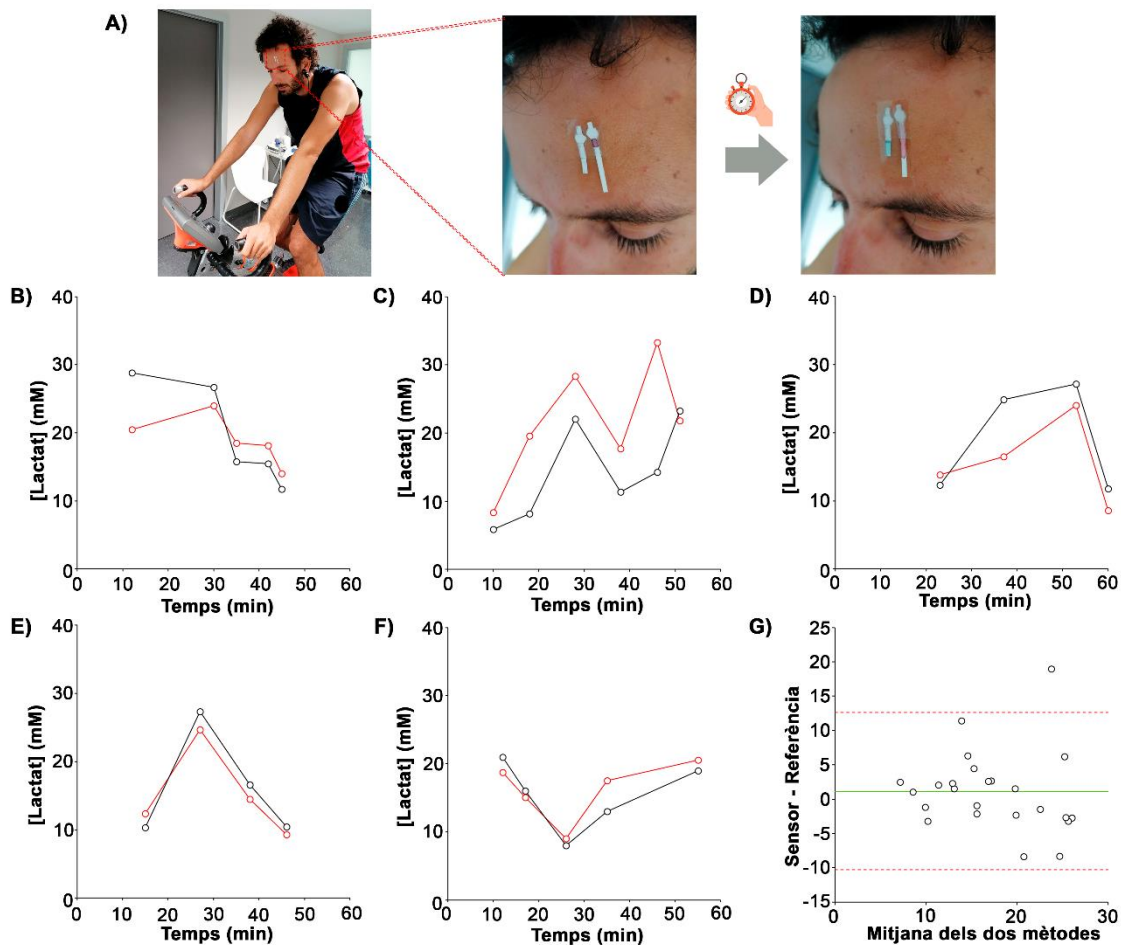 A)
B)
40
30
20
10
0
[Lactat] (mM)
0 10 20 30 40 50 60
Temps (min)
C)
40
30
20
10
0
[Lactat] (mM)
0 10 20 30 40 50 60
Temps (min)
D)
40
30
20
10
0
[Lactat] (mM)
0 10 20 30 40 50 60
Temps (min)
E)
40
30
20
10
0
[Lactat] (mM)
0 10 20 30 40 50 60
Temps (min)
F)
40
30
20
10
0
[Lactat] (mM)
0 10 20 30 40 50 60
Temps (min)
G)
25
20
15
10
5
0
-5
-10
-15
Sensor - Referència
0 10 20 30
Mitjana dels dos mètodes